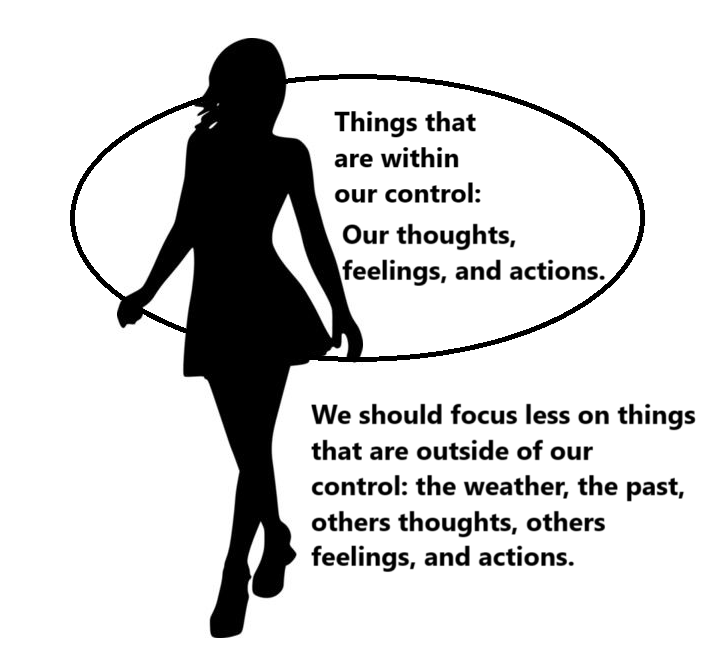 Things that
are within
our control:
Our thoughts,
feelings, and actions.
We should focus less on things
that are outside of our
control: the weather, the past,
others thoughts, others
feelings, and actions.